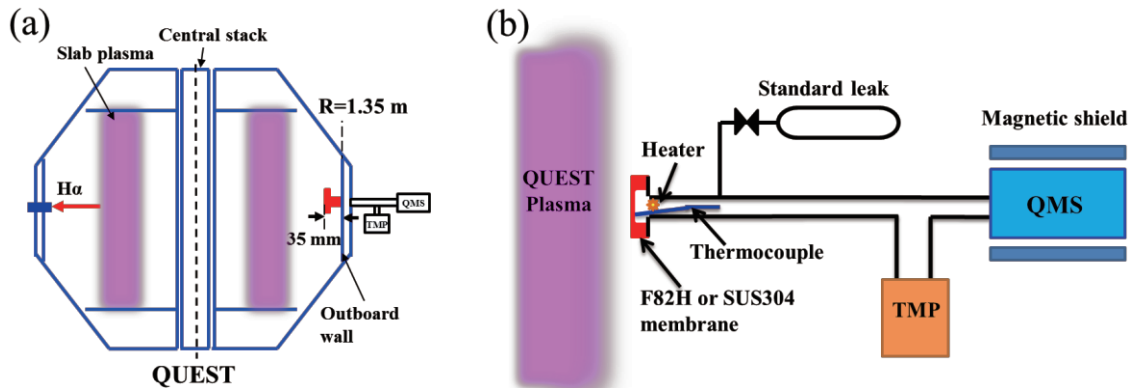 (a)
Central stack
Slab plasma
R=1.35 m
Hα
QMS
TMP
35 mm
Outboard
wall
QUEST
(b)
Standard leak
Magnetic shield
Heater
QUEST
Plasma
QMS
Thermocouple
F82H or SUS304
membrane
TMP